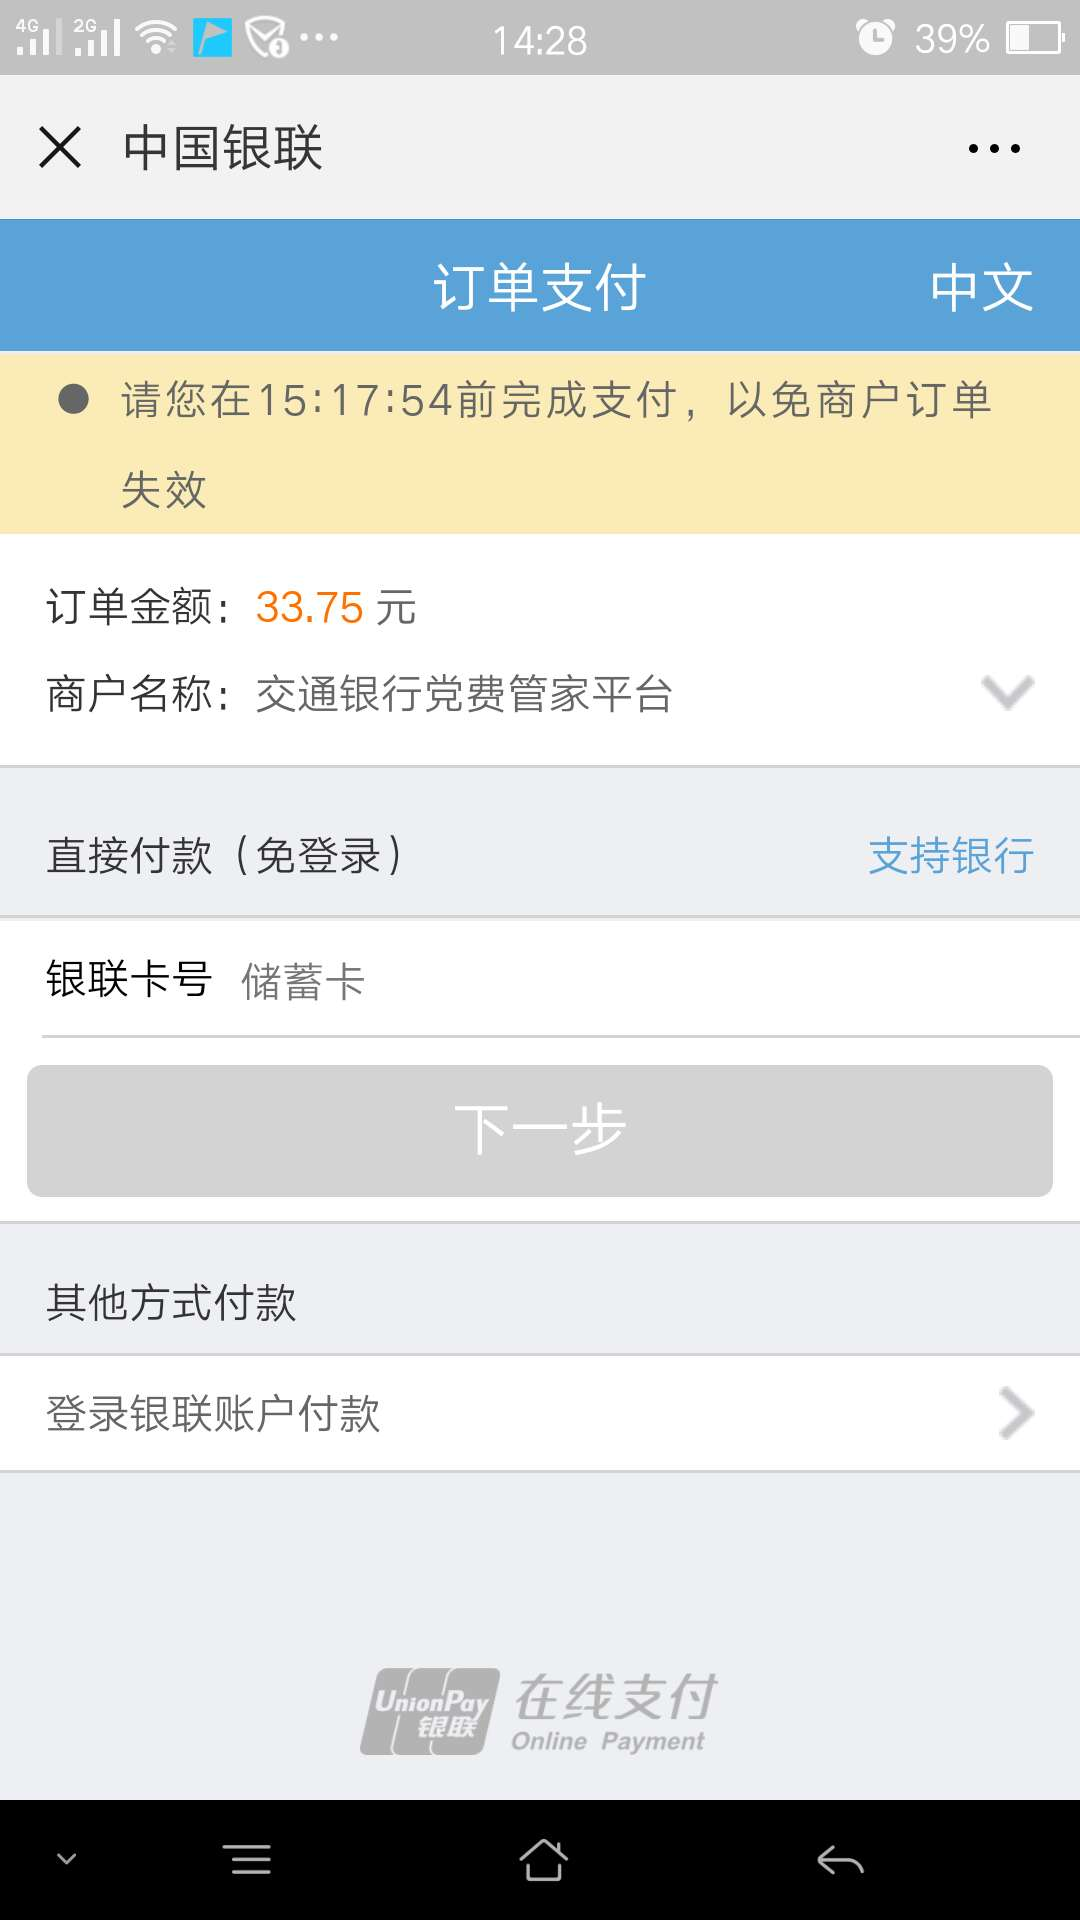 4G 2G 14:28 39%
中国银联
订单支付 中文
请您在15:17:54前完成支付，以免商户订单
失效
订单金额：33.75 元
商户名称：交通银行党费管家平台
直接付款（免登录） 支持银行
银联卡号 储蓄卡
下一步
其他方式付款
登录银联账户付款
UnionPay 在线支付
银联 Online Payment